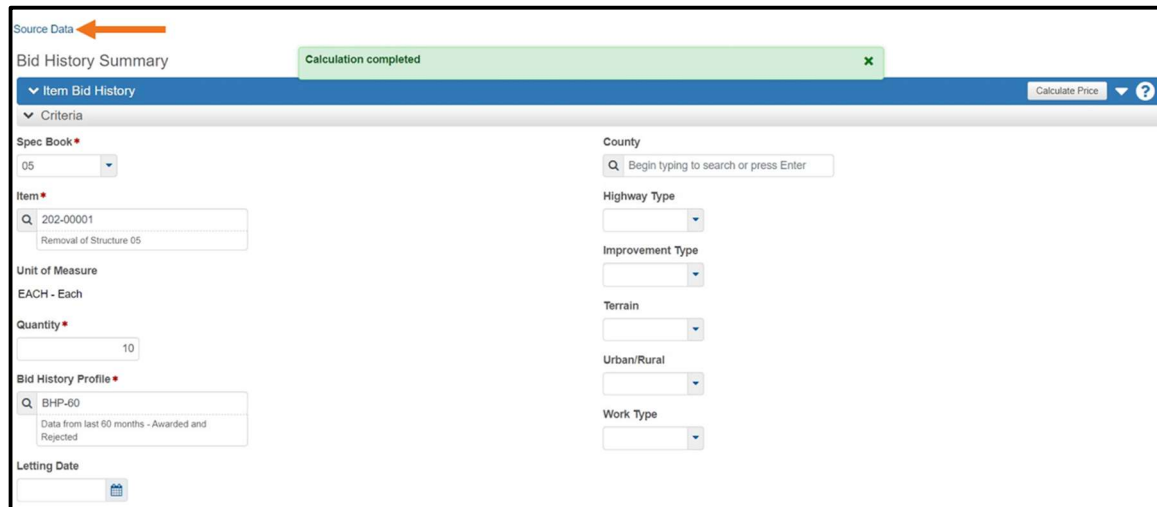 Source Data
Bid History Summary
Calculation completed
Item Bid History
Calculate Price
Criteria
Spec Book*
05
Item*
202-00001
Removal of Structure 05
Unit of Measure
EACH - Each
Quantity*
10
Bid History Profile*
BHP-60
Data from last 60 months - Awarded and
Rejected
Letting Date
County
Begin typing to search or press Enter
Highway Type
Improvement Type
Terrain
Urban/Rural
Work Type